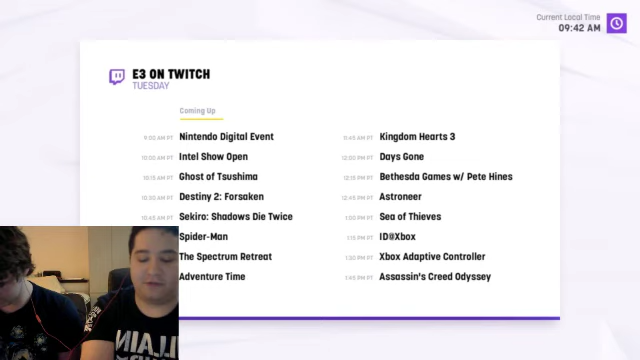 Current Local Time
09:42 AM
E3 ON TWITCH
TUESDAY
Coming Up
9:00 AM PT Nintendo Digital Event
10:00 AM PT Intel Show Open
10:15 AM PT Ghost of Tsushima
10:30 AM PT Destiny 2: Forsaken
10:45 AM PT Sekiro: Shadows Die Twice
Spider-Man
The Spectrum Retreat
Adventure Time
11:45 AM PT Kingdom Hearts 3
12:00 PM PT Days Gone
12:15 PM PT Bethesda Games w/ Pete Hines
12:45 PM PT Astroneer
1:00 PM PT Sea of Thieves
1:15 PM PT ID@Xbox
1:30 PM PT Xbox Adaptive Controller
1:45 PM PT Assassin's Creed Odyssey